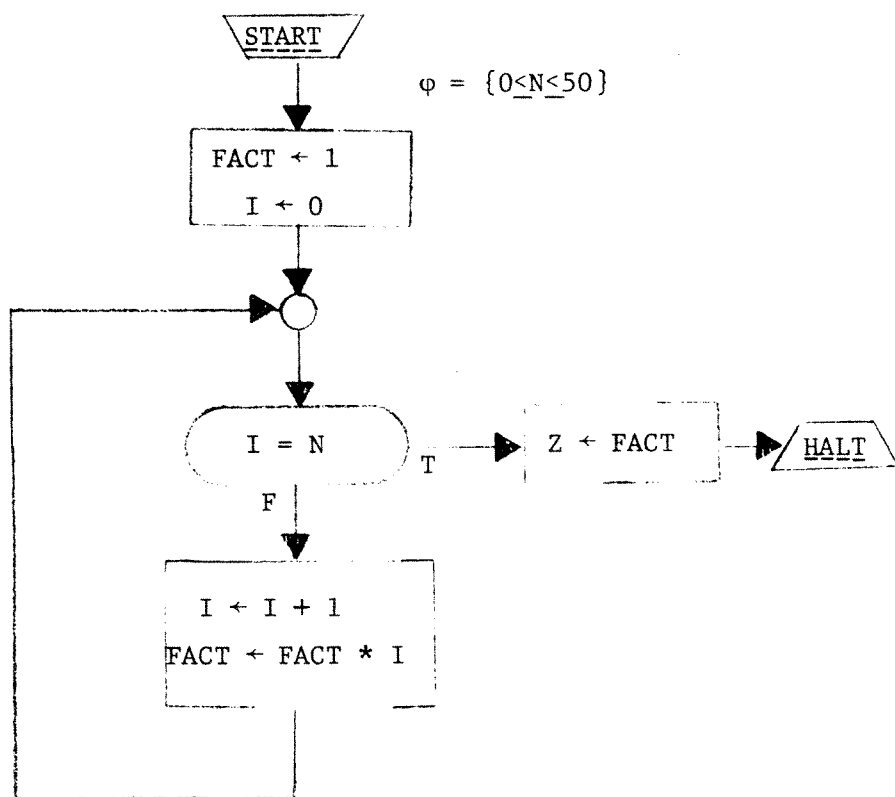 START
φ = {0≤N≤50}
FACT ← 1
I ← 0
I = N
T
Z ← FACT
HALT
F
I ← I + 1
FACT ← FACT * I